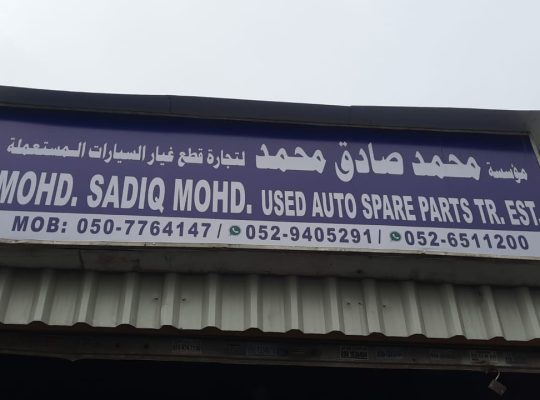 مؤسسة محمد صادق محمد لتجارة قطع غيار السيارات المستعملة
MOHD. SADIQ MOHD. USED AUTO SPARE PARTS TR. EST.
MOB: 050-7764147 / 052-9405291 / 052-6511200